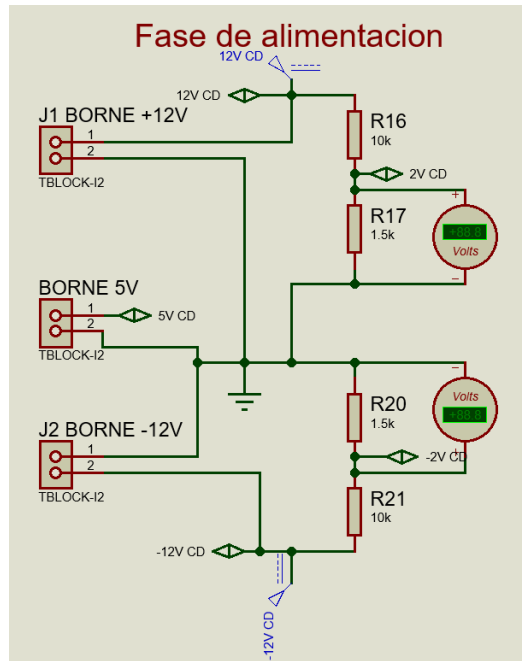 Fase de alimentacion
12V CD
12V CD
J1 BORNE +12V
1
2
TBLOCK-I2
R16
10k
2V CD
R17
1.5k
+
+88.8
Volts
−
BORNE 5V
1
2
5V CD
TBLOCK-I2
−
Volts
+88.8
+
R20
1.5k
-2V CD
J2 BORNE -12V
1
2
TBLOCK-I2
R21
10k
-12V CD
-12V CD